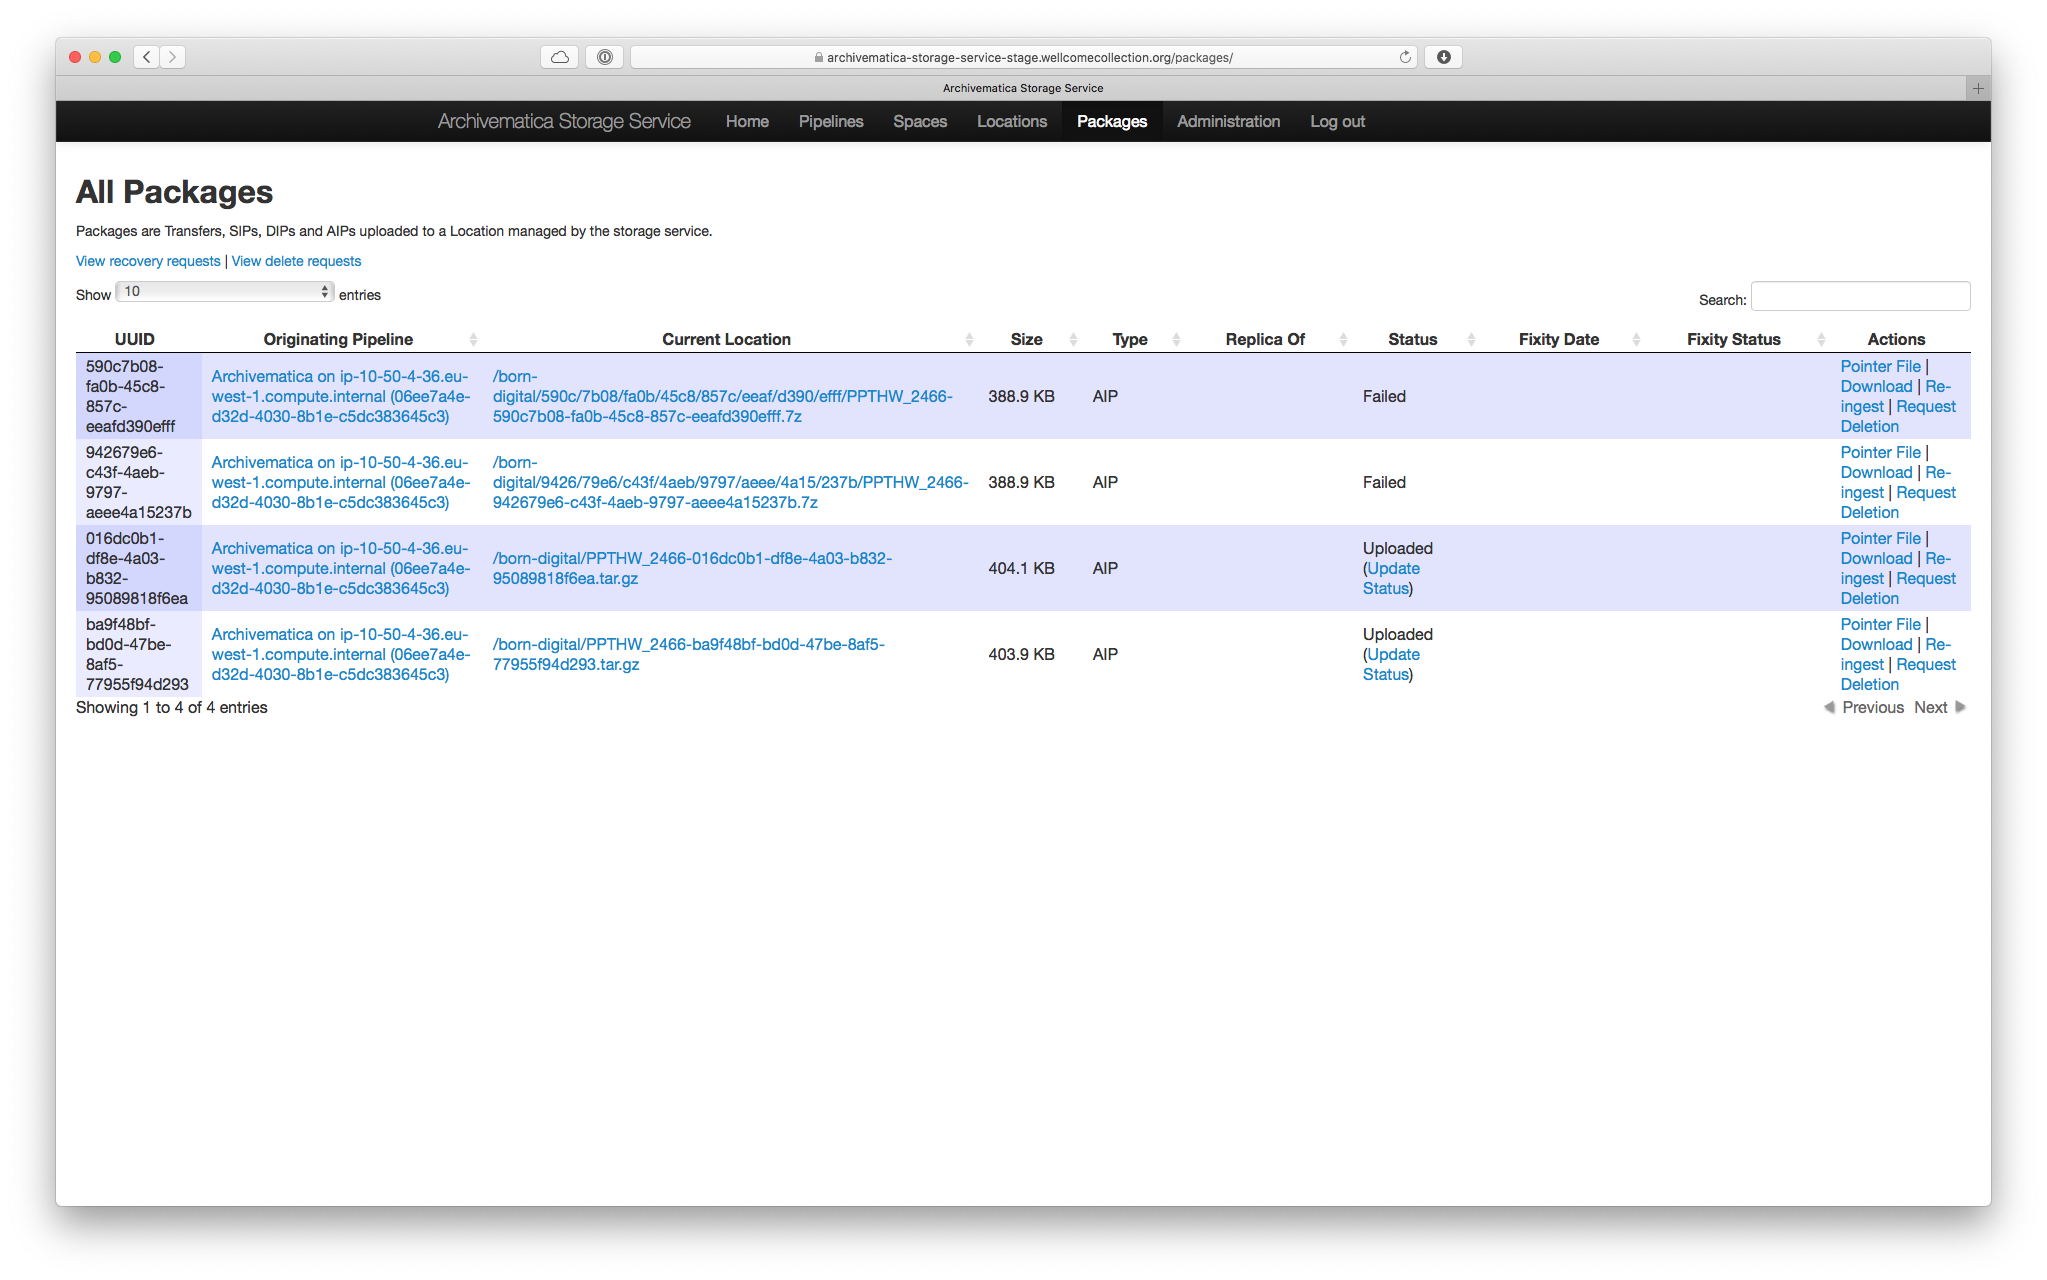 archivematica-storage-service-stage.wellcomecollection.org/packages/
Archivematica Storage Service
Archivematica Storage Service Home Pipelines Spaces Locations Packages Administration Log out
All Packages
Packages are Transfers, SIPs, DIPs and AIPs uploaded to a Location managed by the storage service.
View recovery requests | View delete requests
Show 10 entries
Search:
UUID Originating Pipeline Current Location Size Type Replica Of Status Fixity Date Fixity Status Actions
590c7b08-
fa0b-45c8-
857c-
eeafd390efff
Archivematica on ip-10-50-4-36.eu-
west-1.compute.internal (06ee7a4e-
d32d-4030-8b1e-c5dc383645c3)
/born-
digital/590c/7b08/fa0b/45c8/857c/eeaf/d390/efff/PPTHW_2466-
590c7b08-fa0b-45c8-857c-eeafd390efff.7z
388.9 KB
AIP
Failed
Pointer File |
Download | Re-
ingest | Request
Deletion
942679e6-
c43f-4aeb-
9797-
aeee4a15237b
Archivematica on ip-10-50-4-36.eu-
west-1.compute.internal (06ee7a4e-
d32d-4030-8b1e-c5dc383645c3)
/born-
digital/9426/79e6/c43f/4aeb/9797/aeee/4a15/237b/PPTHW_2466-
942679e6-c43f-4aeb-9797-aeee4a15237b.7z
388.9 KB
AIP
Failed
Pointer File |
Download | Re-
ingest | Request
Deletion
016dc0b1-
df8e-4a03-
b832-
95089818f6ea
Archivematica on ip-10-50-4-36.eu-
west-1.compute.internal (06ee7a4e-
d32d-4030-8b1e-c5dc383645c3)
/born-digital/PPTHW_2466-016dc0b1-df8e-4a03-b832-
95089818f6ea.tar.gz
404.1 KB
AIP
Uploaded
(Update
Status)
Pointer File |
Download | Re-
ingest | Request
Deletion
ba9f48bf-
bd0d-47be-
8af5-
77955f94d293
Archivematica on ip-10-50-4-36.eu-
west-1.compute.internal (06ee7a4e-
d32d-4030-8b1e-c5dc383645c3)
/born-digital/PPTHW_2466-ba9f48bf-bd0d-47be-8af5-
77955f94d293.tar.gz
403.9 KB
AIP
Uploaded
(Update
Status)
Pointer File |
Download | Re-
ingest | Request
Deletion
Showing 1 to 4 of 4 entries
Previous Next